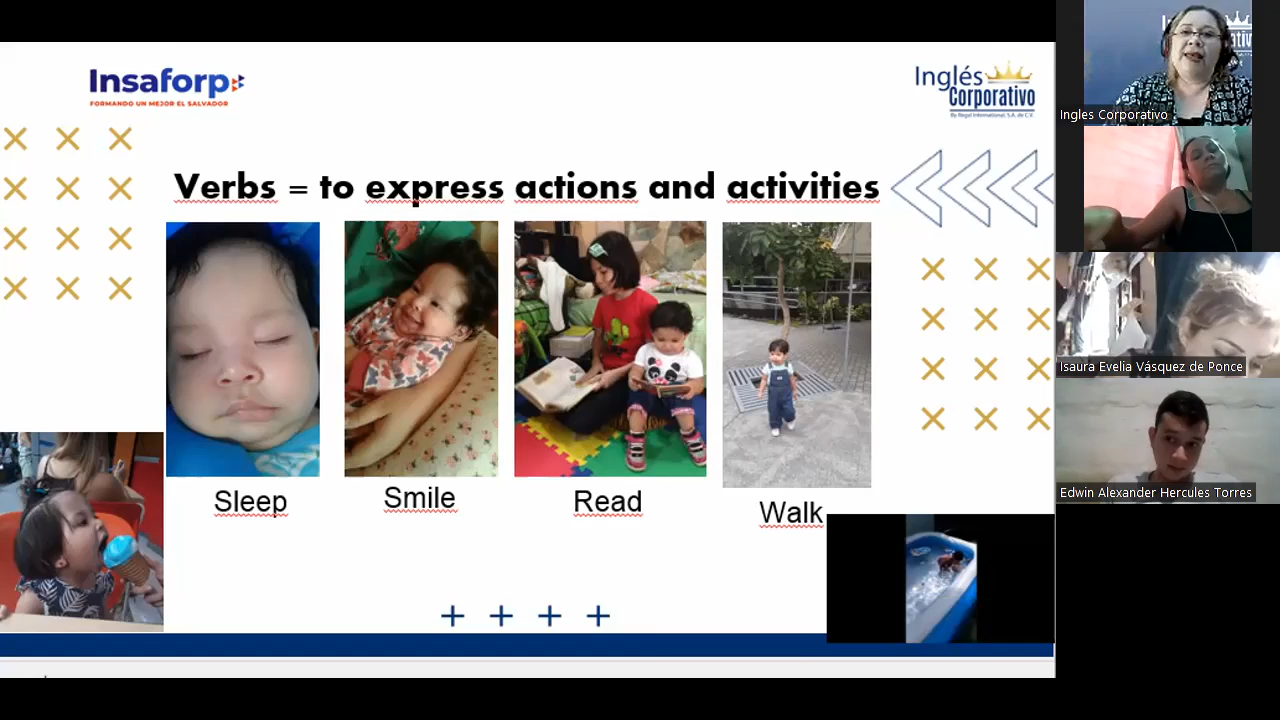 Insaforp
FORMANDO UN MEJOR EL SALVADOR
Inglés
Corporativo
By Regal International, S.A. de C.V.
Verbs = to express actions and activities
Sleep
Smile
Read
Walk
Ingles Corporativo
Isaura Evelia Vásquez de Ponce
Edwin Alexander Hercules Torres